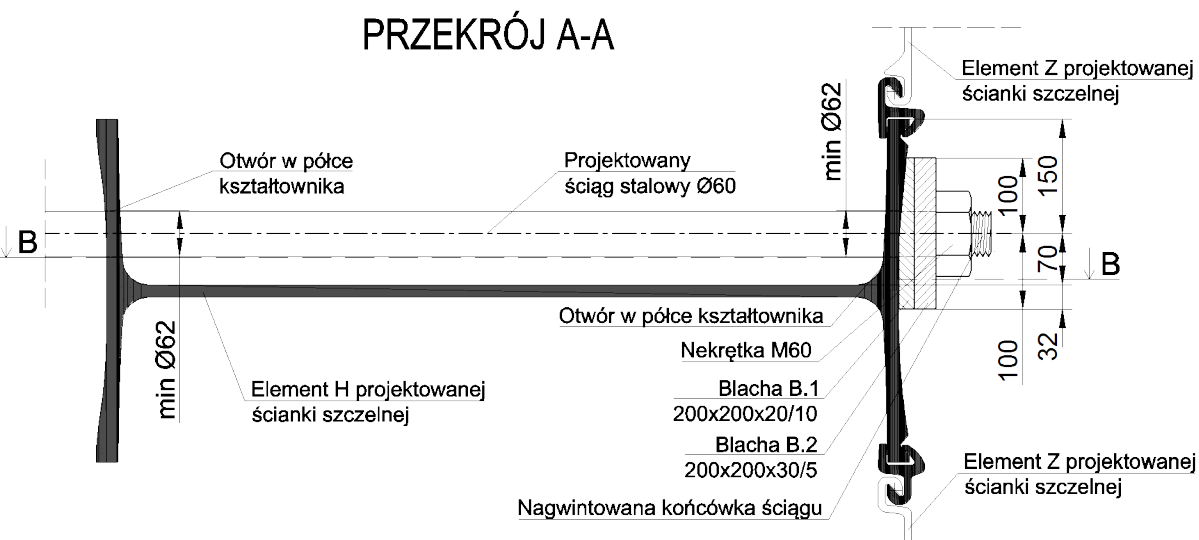 PRZEKRÓJ A-A
Element Z projektowanej
ścianki szczelnej
min Ø62
Otwór w półce
kształtownika
Projektowany
ściąg stalowy Ø60
150
100
B
70
B
Otwór w półce kształtownika
min Ø62
Nekrętka M60
100
32
Element H projektowanej
ścianki szczelnej
Blacha B.1
200x200x20/10
Blacha B.2
200x200x30/5
Element Z projektowanej
ścianki szczelnej
Nagwintowana końcówka ściągu